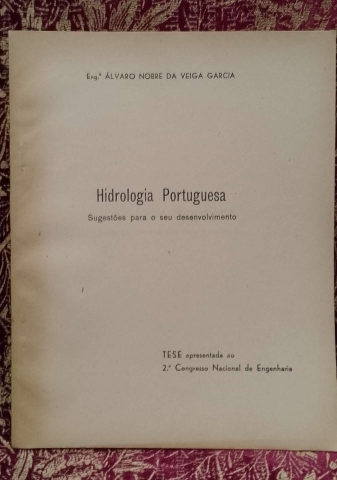 Eng.º ÁLVARO NOBRE DA VEIGA GARCIA
Hidrologia Portuguesa
Sugestões para o seu desenvolvimento
TESE apresentada ao
2.º Congresso Nacional de Engenharia